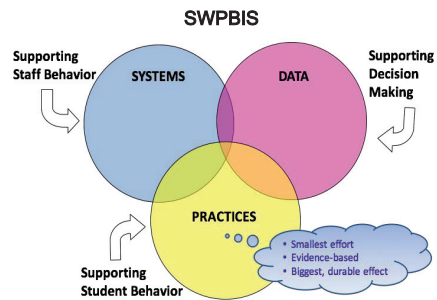 SWPBIS
Supporting
Staff Behavior
SYSTEMS
DATA
Supporting
Decision
Making
PRACTICES
• Smallest effort
• Evidence-based
• Biggest, durable effect
Supporting
Student Behavior